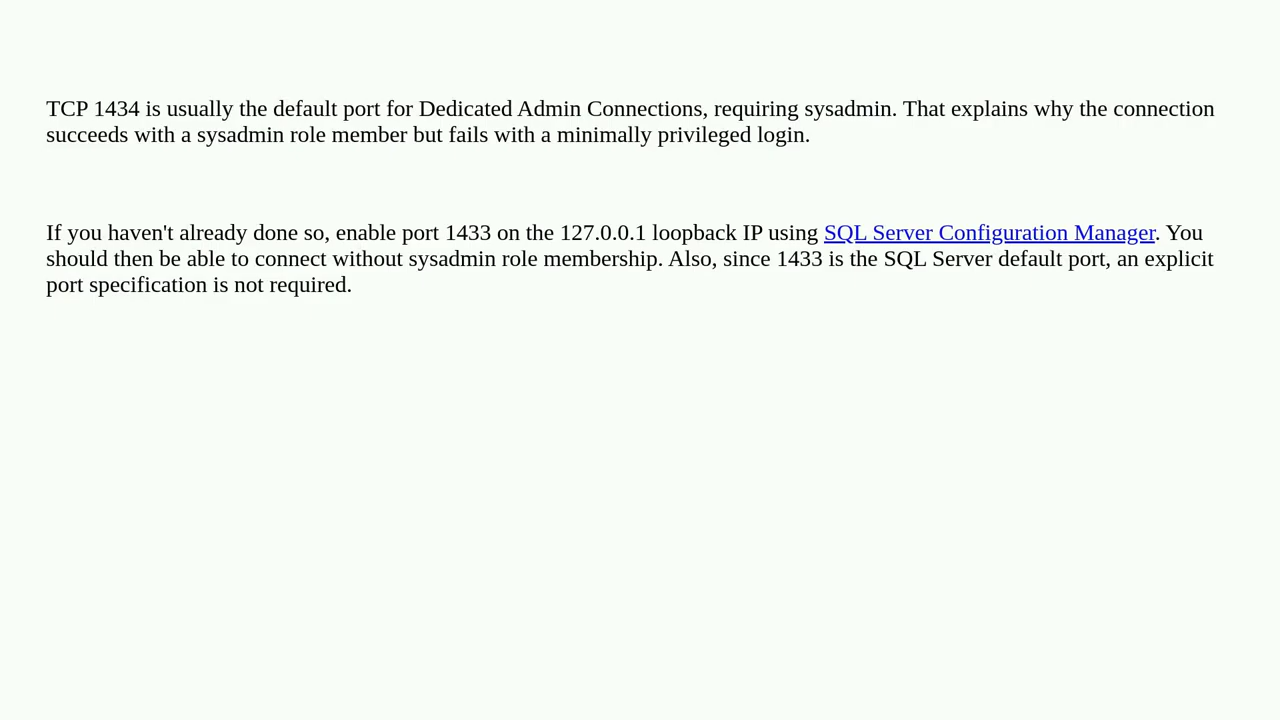 TCP 1434 is usually the default port for Dedicated Admin Connections, requiring sysadmin. That explains why the connection
succeeds with a sysadmin role member but fails with a minimally privileged login.
If you haven't already done so, enable port 1433 on the 127.0.0.1 loopback IP using SQL Server Configuration Manager. You
should then be able to connect without sysadmin role membership. Also, since 1433 is the SQL Server default port, an explicit
port specification is not required.